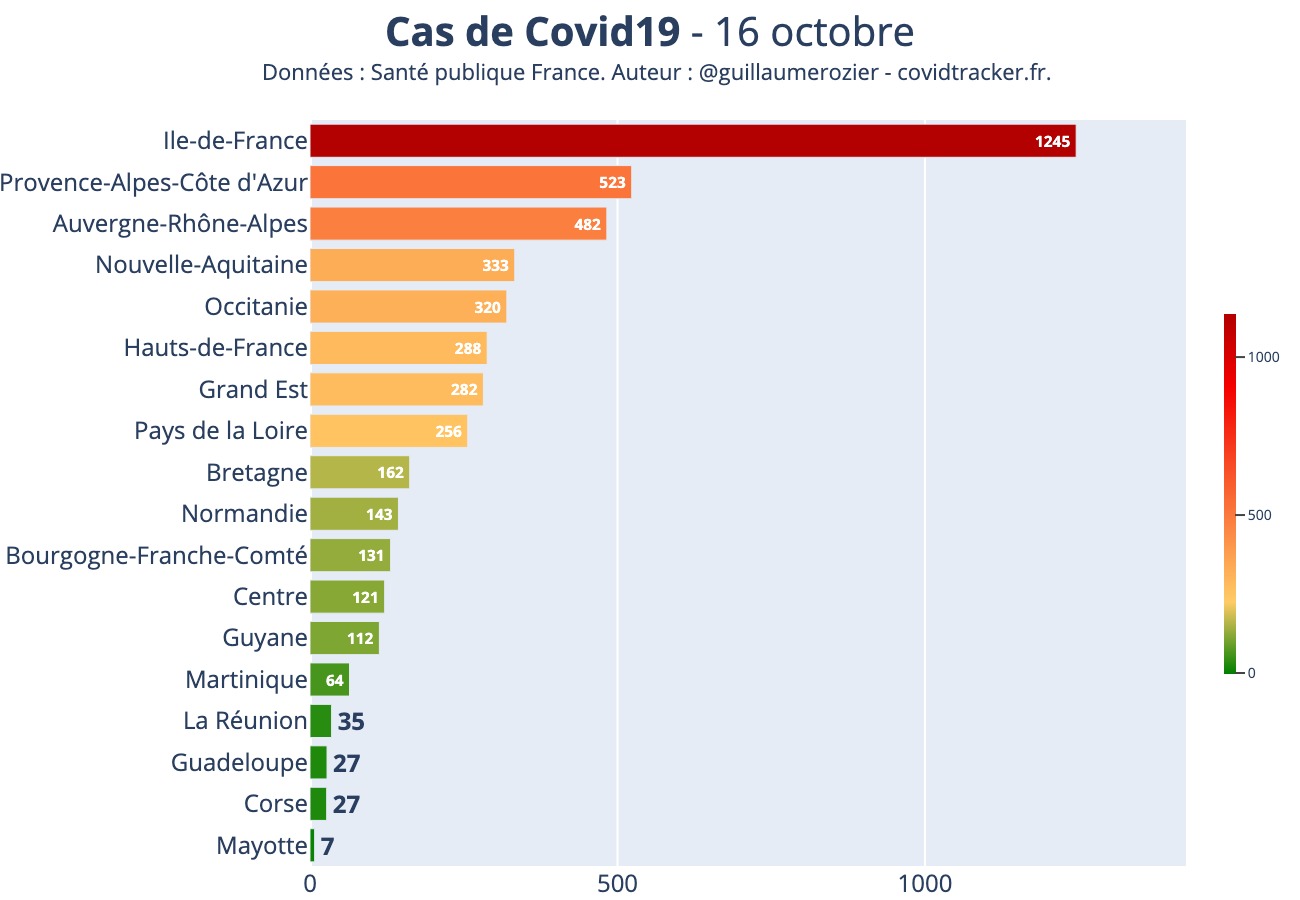 Cas de Covid19 - 16 octobre
Données : Santé publique France. Auteur : @guillaumerozier - covidtracker.fr.
Ile-de-France 1245
Provence-Alpes-Côte d'Azur 523
Auvergne-Rhône-Alpes 482
Nouvelle-Aquitaine 333
Occitanie 320
Hauts-de-France 288
Grand Est 282
Pays de la Loire 256
Bretagne 162
Normandie 143
Bourgogne-Franche-Comté 131
Centre 121
Guyane 112
Martinique 64
La Réunion 35
Guadeloupe 27
Corse 27
Mayotte 7
0 500 1000
1000
500
0